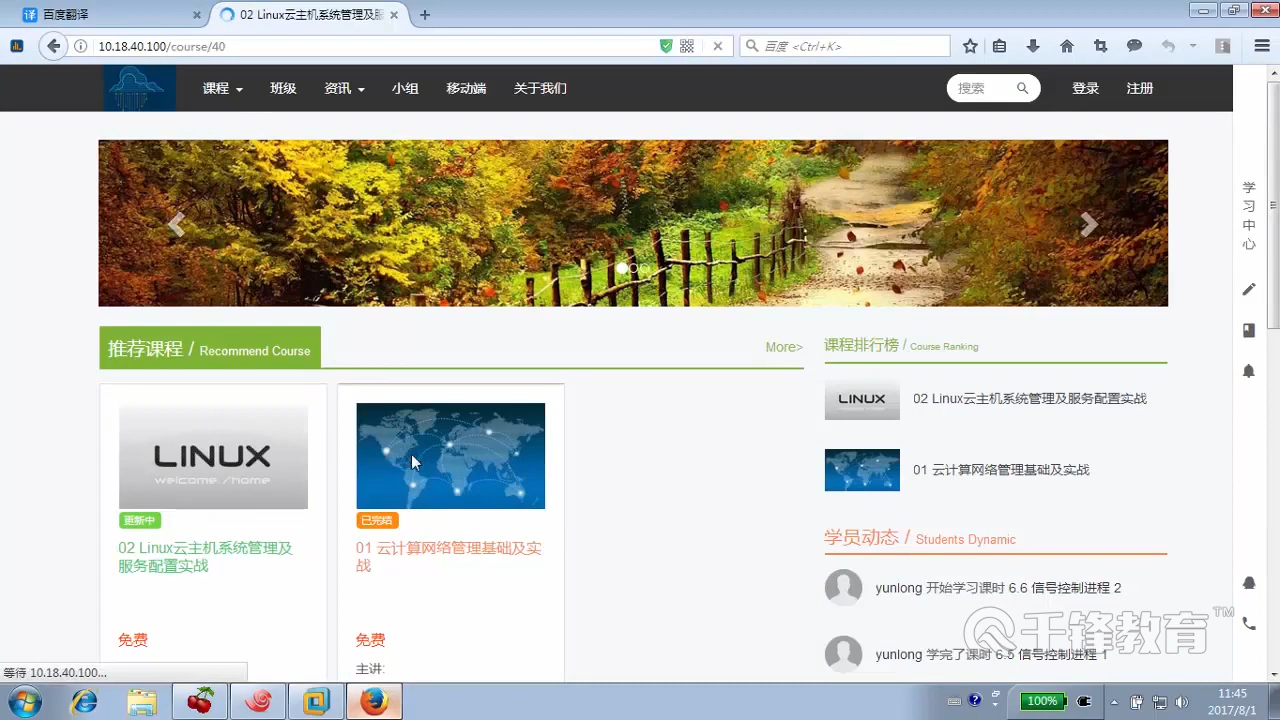 百度翻译
02 Linux云主机系统管理及服
10.18.40.100/course/40
百度 <Ctrl+K>
课程 班级 资讯 小组 移动端 关于我们
搜索
登录 注册
学习中心
推荐课程 / Recommend Course
More>
课程排行榜 / Course Ranking
LINUX
welcome /home
更新中
02 Linux云主机系统管理及
服务配置实战
免费
已完结
01 云计算网络管理基础及实
战
免费
主讲:
LINUX
02 Linux云主机系统管理及服务配置实战
01 云计算网络管理基础及实战
学员动态 / Students Dynamic
yunlong 开始学习课时 6.6 信号控制进程 2
yunlong 学完了课时 6.5 信号控制进程 1
千锋教育 TM
等待 10.18.40.100...
100%
11:45
2017/8/1